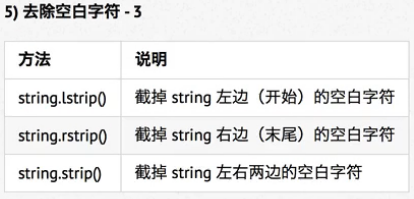 5) 去除空白字符 - 3
方法 说明
string.lstrip() 截掉 string 左边（开始）的空白字符
string.rstrip() 截掉 string 右边（末尾）的空白字符
string.strip() 截掉 string 左右两边的空白字符